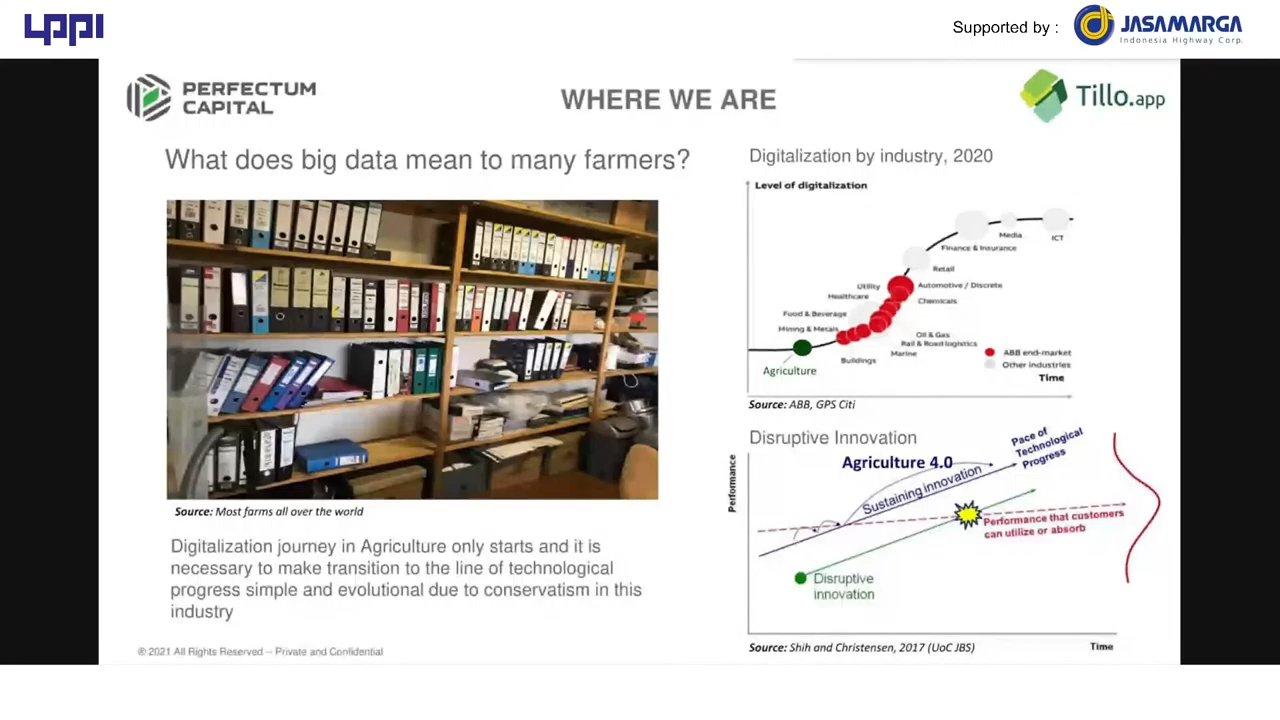 LPPI
Supported by :
JASAMARGA
Indonesia Highway Corp.
PERFECTUM
CAPITAL
WHERE WE ARE
Tillo.app
What does big data mean to many farmers?
Source: Most farms all over the world
Digitalization journey in Agriculture only starts and it is
necessary to make transition to the line of technological
progress simple and evolutional due to conservatism in this
industry
Digitalization by industry, 2020
Level of digitalization
Media
ICT
Finance & Insurance
Retail
Utility
Automotive / Discrete
Healthcare
Chemicals
Food & Beverage
Mining & Metals
Oil & Gas
Rail & Road logistics
Marine
Buildings
Agriculture
ABB end-market
Other industries
Time
Source: ABB, GPS Citi
Disruptive Innovation
Performance
Agriculture 4.0
Sustaining innovation
Pace of
Technological
Progress
Performance that customers
can utilize or absorb
Disruptive
innovation
Time
Source: Shih and Christensen, 2017 (UoC JBS)
® 2021 All Rights Reserved – Private and Confidential